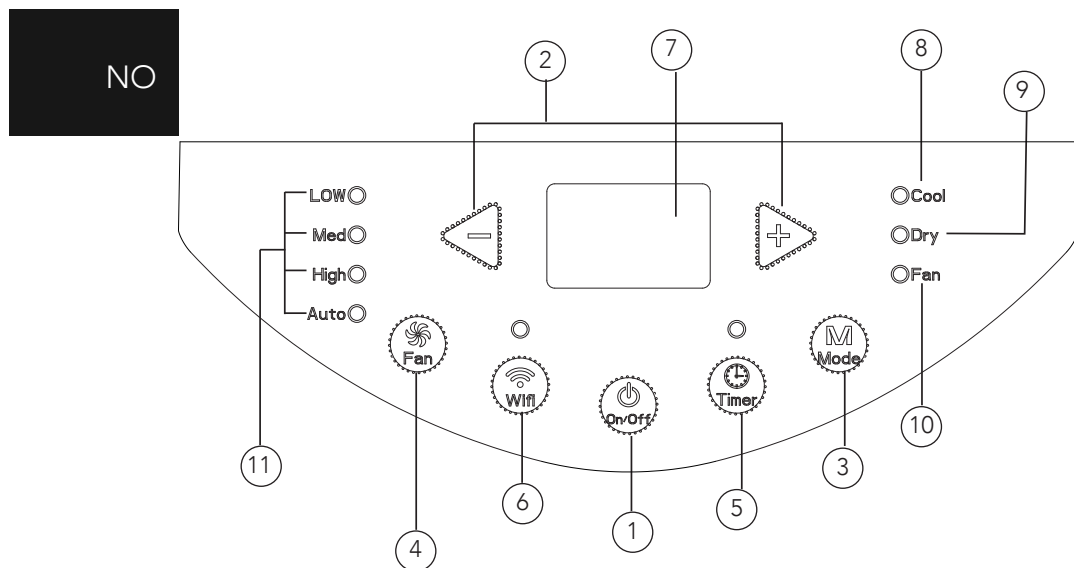 NO
2
7
8
9
LOW
Med
High
Auto
Cool
Dry
Fan
Fan
Wifi
On/Off
Timer
M
Mode
11
6
1
5
3
10
4